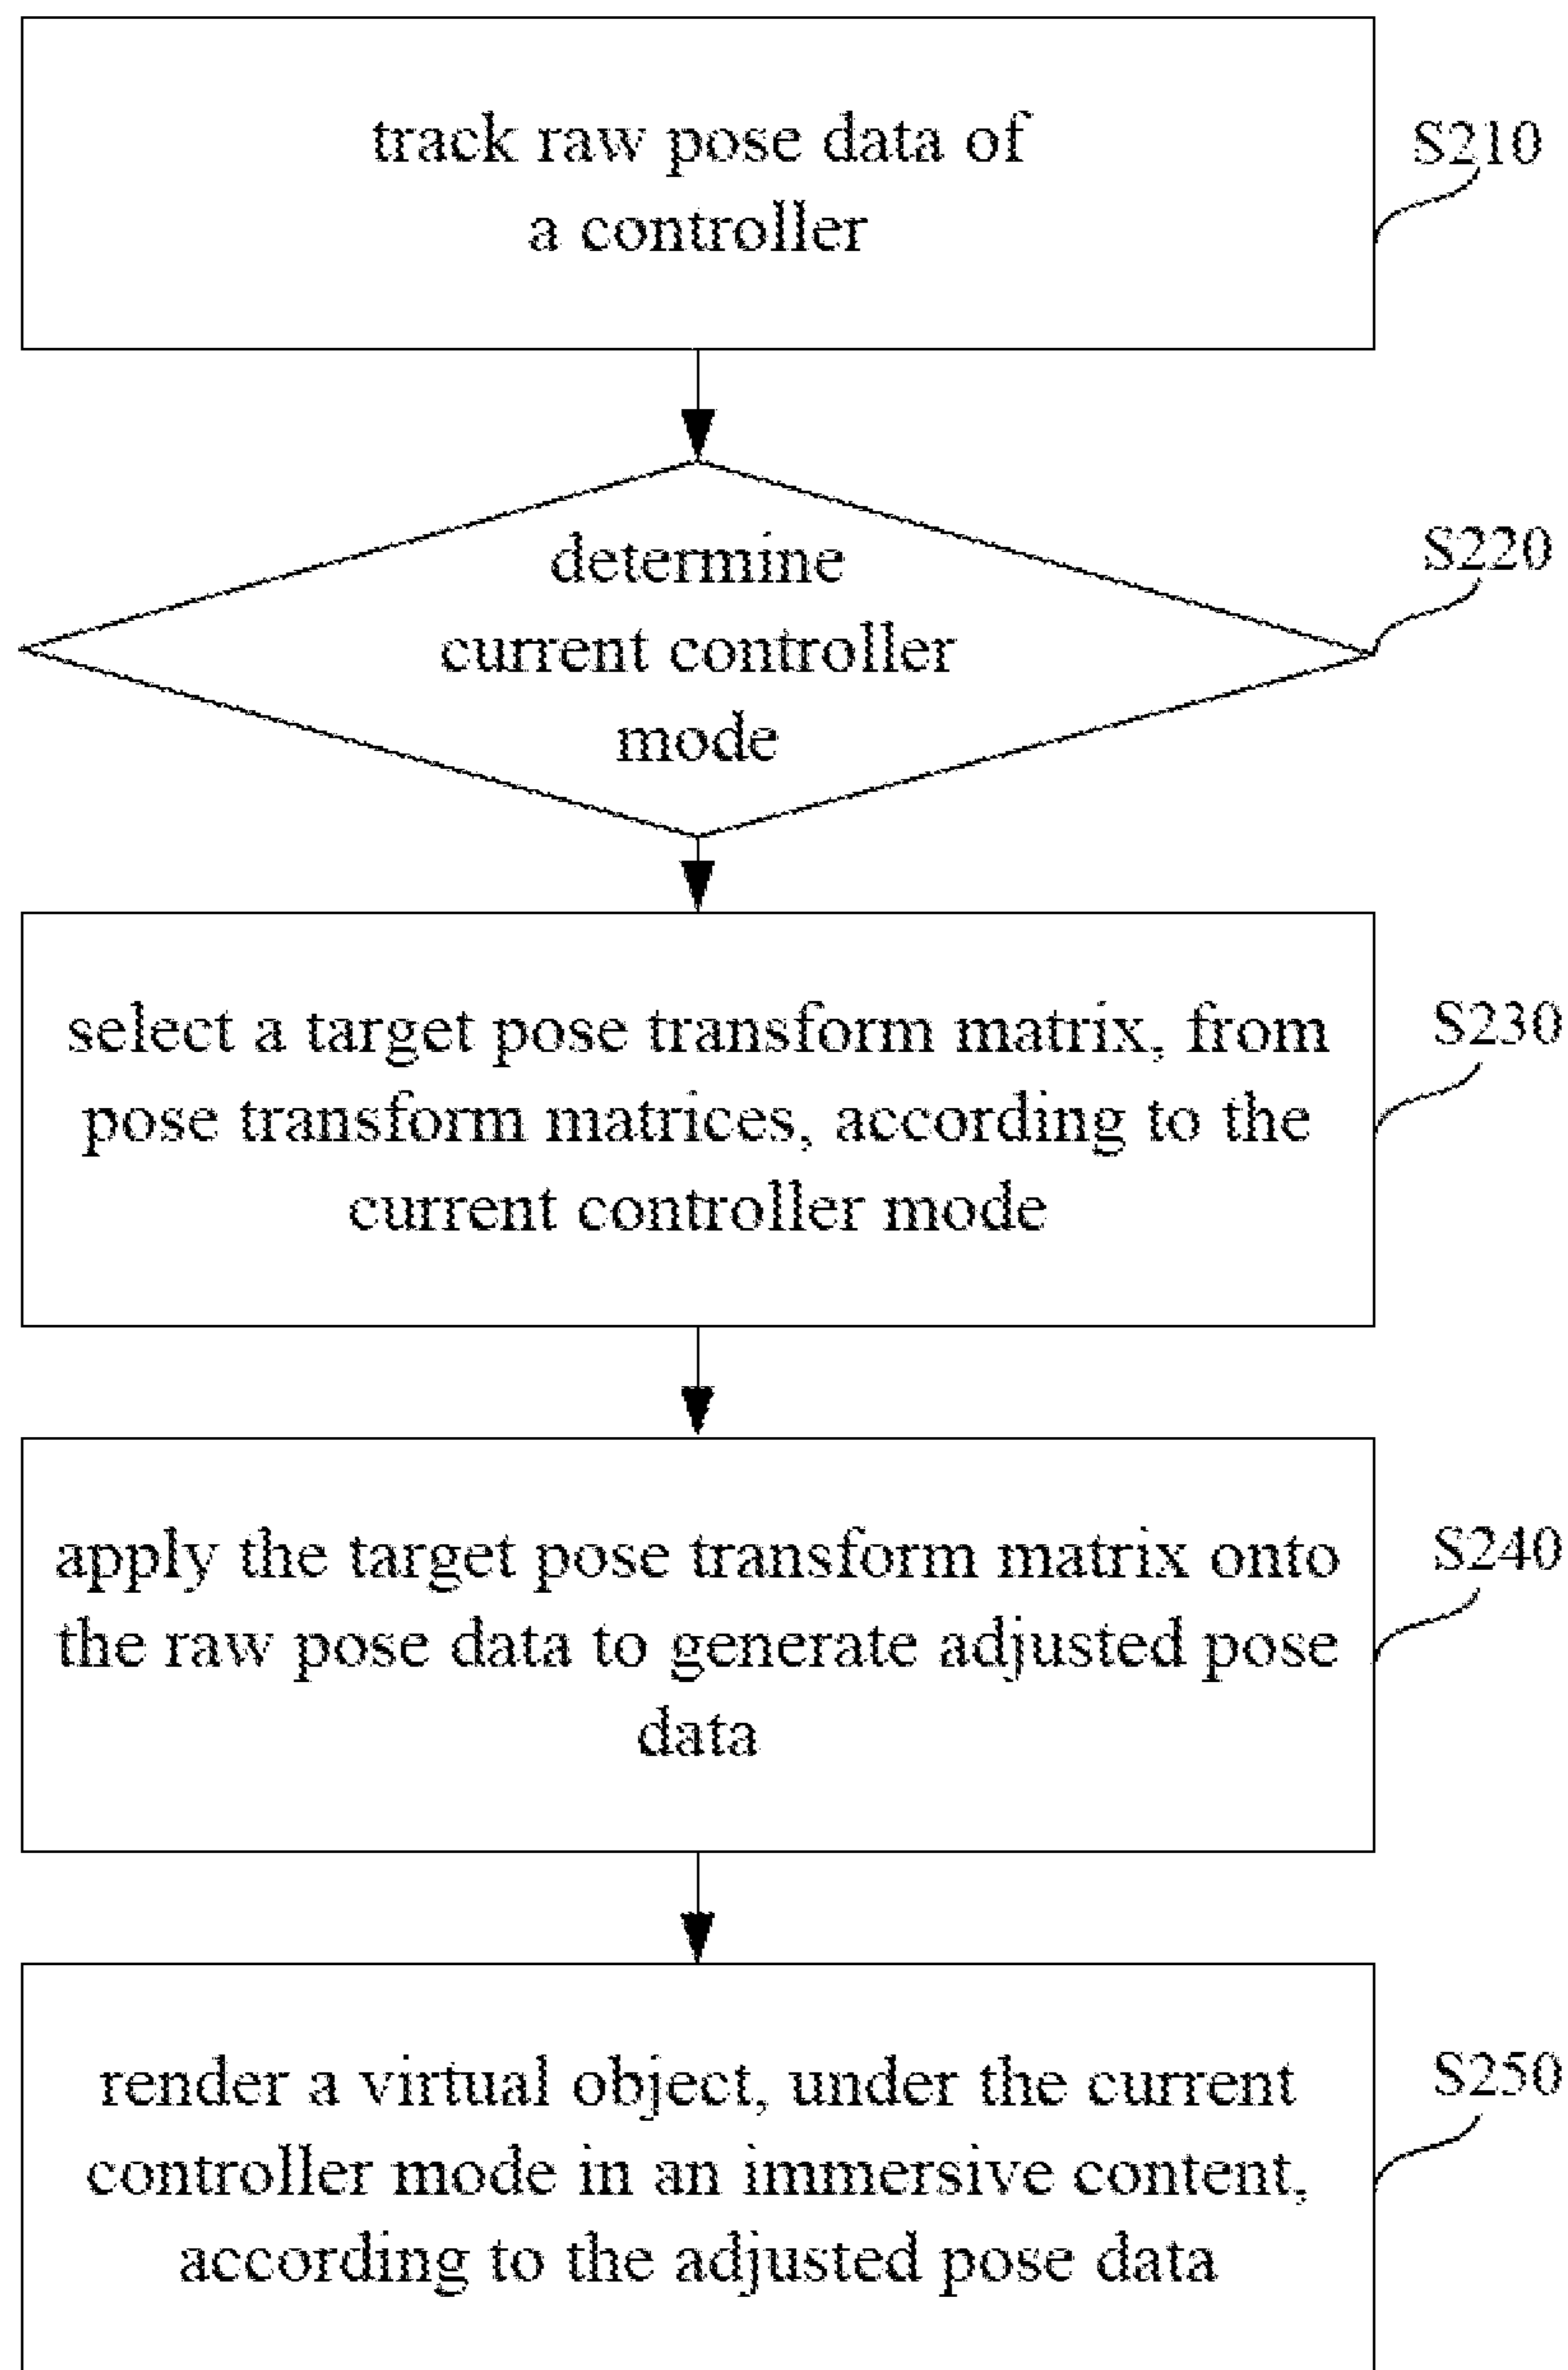 track raw pose data of
a controller
S210
determine
current controller
mode
S220
select a target pose transform matrix, from
pose transform matrices, according to the
current controller mode
S230
apply the target pose transform matrix onto
the raw pose data to generate adjusted pose
data
S240
render a virtual object, under the current
controller mode in an immersive content,
according to the adjusted pose data
S250